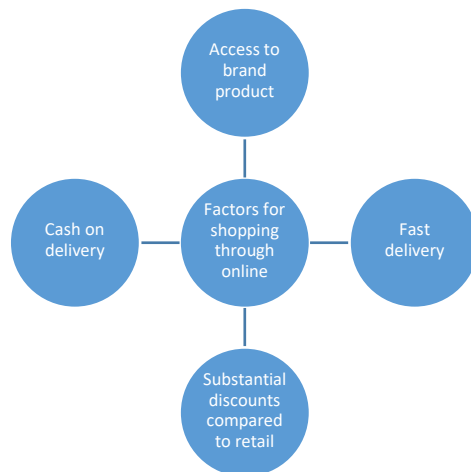 Access to
brand
product
Cash on
delivery
Factors for
shopping
through
online
Fast
delivery
Substantial
discounts
compared
to retail